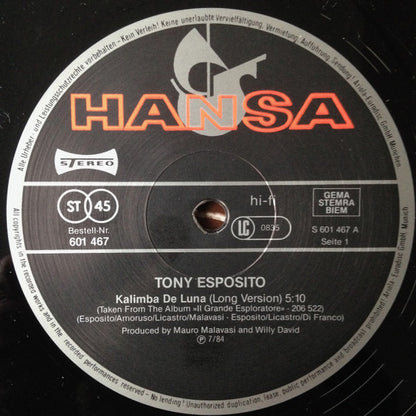 Alle Urheber- und Leistungsschutzrechte vorbehalten - Kein Verleih! Keine unerlaubte Vervielfältigung, Vermietung, Aufführung, Sendung! Ariola-Eurodisc GmbH München
HANSA
STEREO
ST 45
Bestell-Nr.
601 467
hi-fi
LC 0835
GEMA
STEMRA
BIEM
S 601 467 A
Seite 1
TONY ESPOSITO
Kalimba De Luna (Long Version) 5:10
(Taken From The Album »Il Grande Esploratore« - 206 522)
(Esposito/Amoruso/Licastro/Malavasi · Esposito/Licastro/Di Franco)
Produced by Mauro Malavasi and Willy David
Ⓟ 7/84
All copyrights in the recorded works and in the recorded performances reserved - No lending! Unauthorized duplication, lease, public performance and broadcast prohibited! Ariola-Eurodisc GmbH Munich